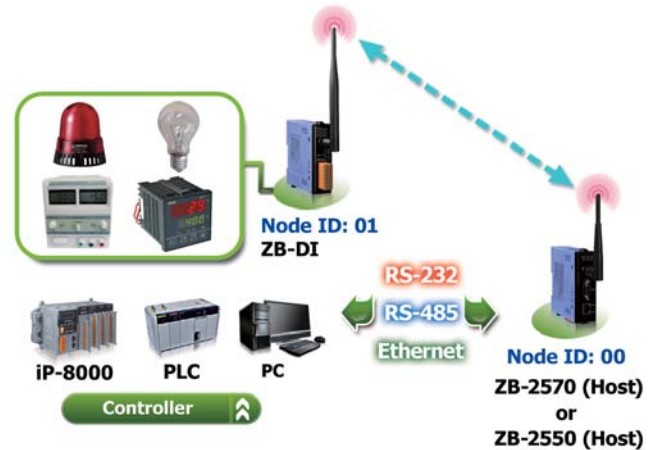 Node ID: 01
ZB-DI
RS-232
RS-485
Ethernet
iP-8000
PLC
PC
Controller
Node ID: 00
ZB-2570 (Host)
or
ZB-2550 (Host)